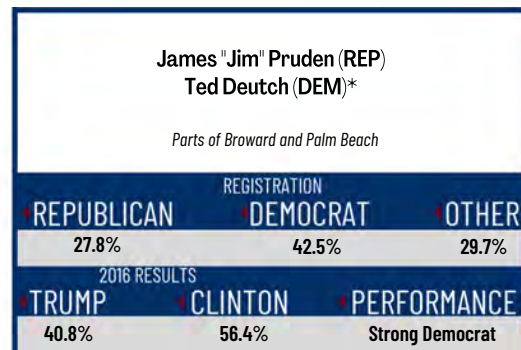 James "Jim" Pruden (REP)
Ted Deutch (DEM)*
Parts of Broward and Palm Beach
REGISTRATION
REPUBLICAN DEMOCRAT OTHER
27.8% 42.5% 29.7%
2016 RESULTS
TRUMP CLINTON PERFORMANCE
40.8% 56.4% Strong Democrat